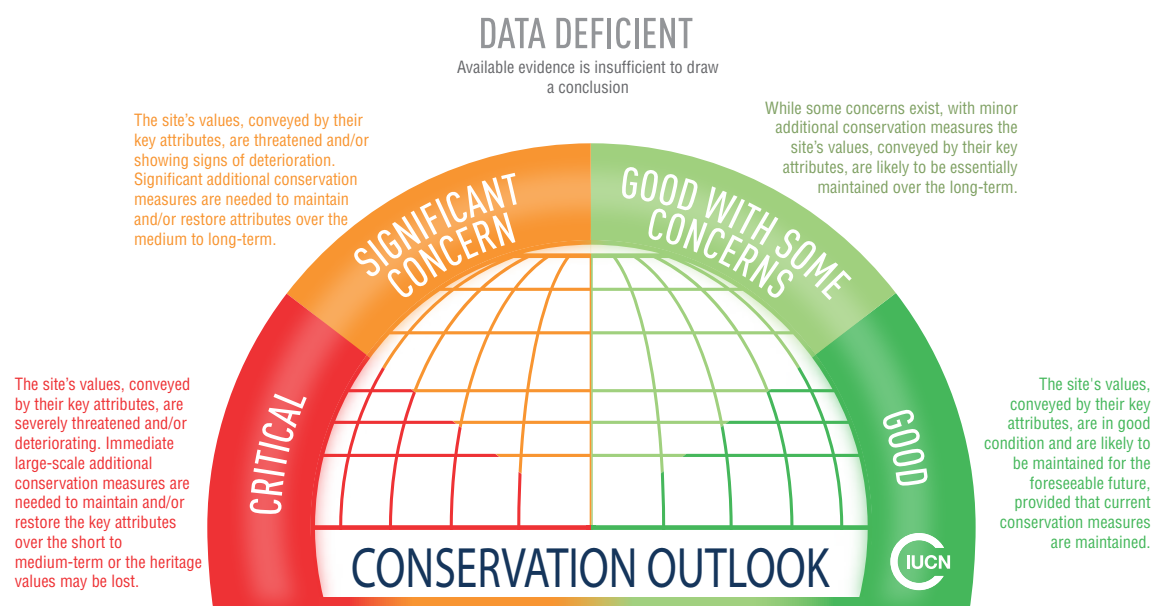 DATA DEFICIENT
Available evidence is insufficient to draw
a conclusion
The site’s values, conveyed by their
key attributes, are threatened and/or
showing signs of deterioration.
Significant additional conservation
measures are needed to maintain
and/or restore attributes over the
medium to long-term.
While some concerns exist, with minor
additional conservation measures the
site’s values, conveyed by their key
attributes, are likely to be essentially
maintained over the long-term.
SIGNIFICANT
CONCERN
GOOD WITH SOME
CONCERNS
The site’s values, conveyed
by their key attributes, are
severely threatened and/or
deteriorating. Immediate
large-scale additional
conservation measures are
needed to maintain and/or
restore the key attributes
over the short to
medium-term or the heritage
values may be lost.
CRITICAL
GOOD
The site's values,
conveyed by their key
attributes, are in good
condition and are likely to
be maintained for the
foreseeable future,
provided that current
conservation measures
are maintained.
CONSERVATION OUTLOOK
IUCN